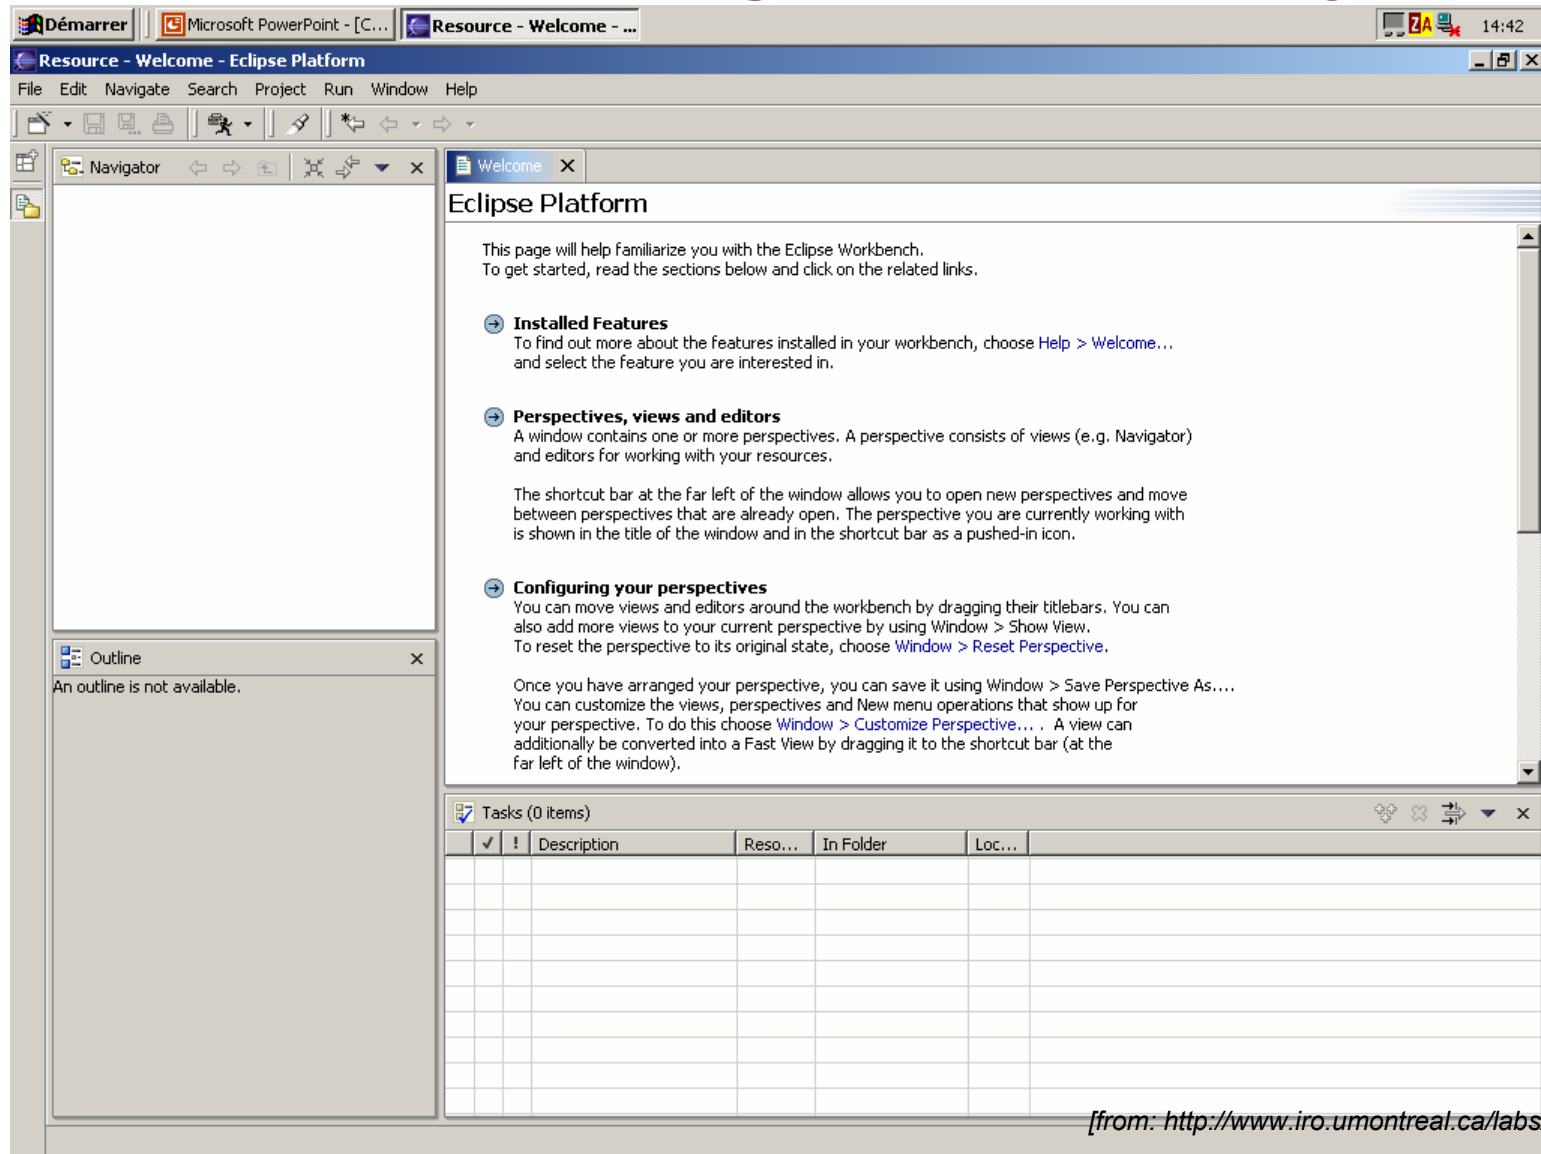 Démarrer
Microsoft PowerPoint - [C...
Resource - Welcome - ...
ZA
14:42
Resource - Welcome - Eclipse Platform
File Edit Navigate Search Project Run Window Help
Navigator
Welcome
Eclipse Platform
This page will help familiarize you with the Eclipse Workbench.
To get started, read the sections below and click on the related links.
Installed Features
To find out more about the features installed in your workbench, choose Help > Welcome...
and select the feature you are interested in.
Perspectives, views and editors
A window contains one or more perspectives. A perspective consists of views (e.g. Navigator)
and editors for working with your resources.
The shortcut bar at the far left of the window allows you to open new perspectives and move
between perspectives that are already open. The perspective you are currently working with
is shown in the title of the window and in the shortcut bar as a pushed-in icon.
Configuring your perspectives
You can move views and editors around the workbench by dragging their titlebars. You can
also add more views to your current perspective by using Window > Show View.
To reset the perspective to its original state, choose Window > Reset Perspective.
Once you have arranged your perspective, you can save it using Window > Save Perspective As....
You can customize the views, perspectives and New menu operations that show up for
your perspective. To do this choose Window > Customize Perspective... . A view can
additionally be converted into a Fast View by dragging it to the shortcut bar (at the
far left of the window).
Outline
An outline is not available.
Tasks (0 items)
! Description Reso... In Folder Loc...
[from: http://www.iro.umontreal.ca/labs